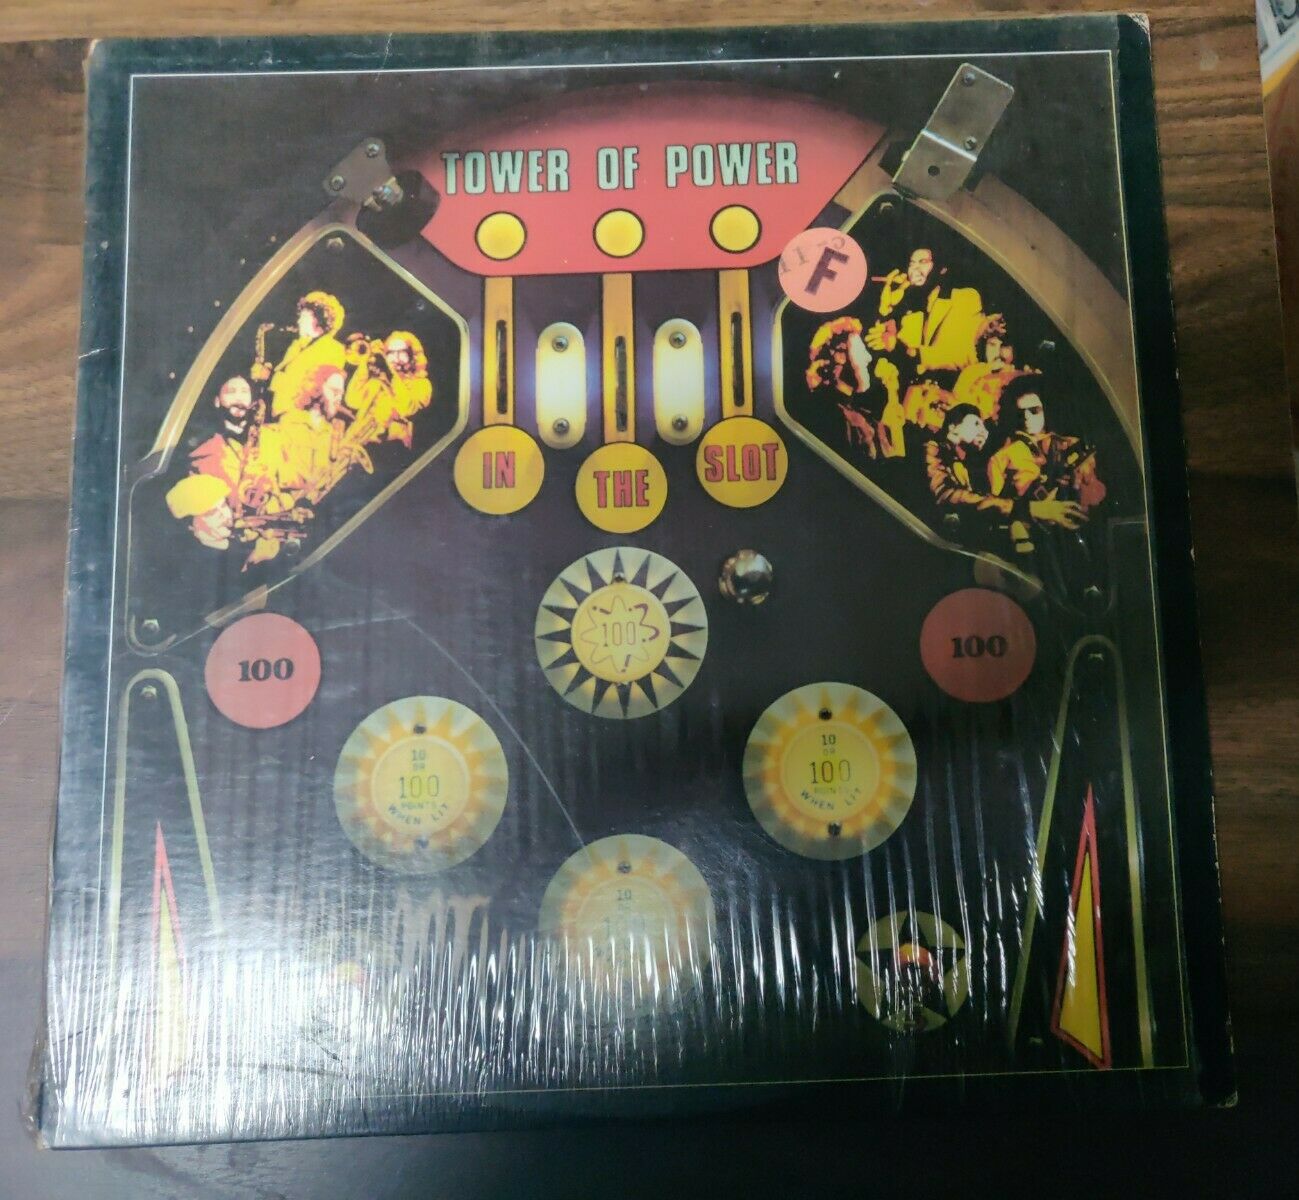 TOWER OF POWER
F
IN THE SLOT
100
100
100
10
OR
100
POINTS
WHEN LIT
10
OR
100
POINTS
WHEN LIT
10